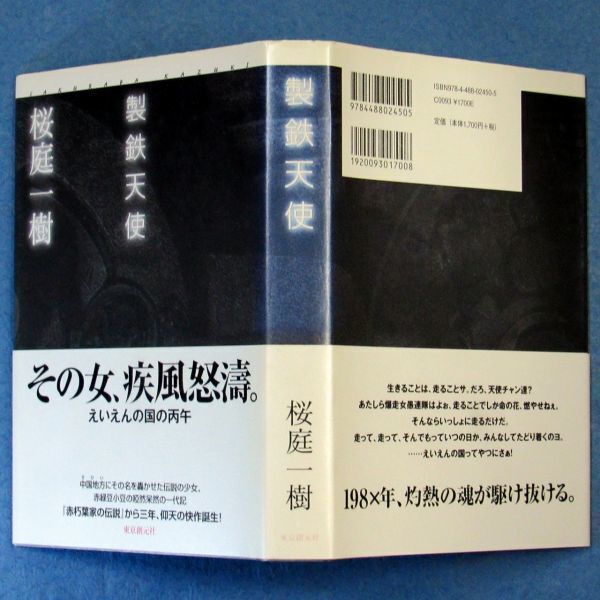 SAKURABA KAZUKI
製鉄天使
桜庭一樹
その女、疾風怒濤。
えいえんの国の丙午
中国地方にその名を轟かせた伝説の少女、
赤緑豆小豆の啞然呆然の一代記
『赤朽葉家の伝説』から三年、仰天の快作誕生!
東京創元社
製鉄天使
桜庭一樹
東京創元社
9784488024505
1920093017008
ISBN978-4-488-02450-5
C0093 ¥1700E
定価(本体1,700円+税)
生きることは、走ることサ。だろ、天使チャン達?
あたしら爆走女愚連隊はよぉ、走ることでしか命の花、燃やせねぇ。
そんならいっしょに走るだけだ。
走って、走って、そんでもっていつの日か、みんなしてたどり着くのヨ。
……えいえんの国ってやつにさぁ!
198×年、灼熱の魂が駆け抜ける。